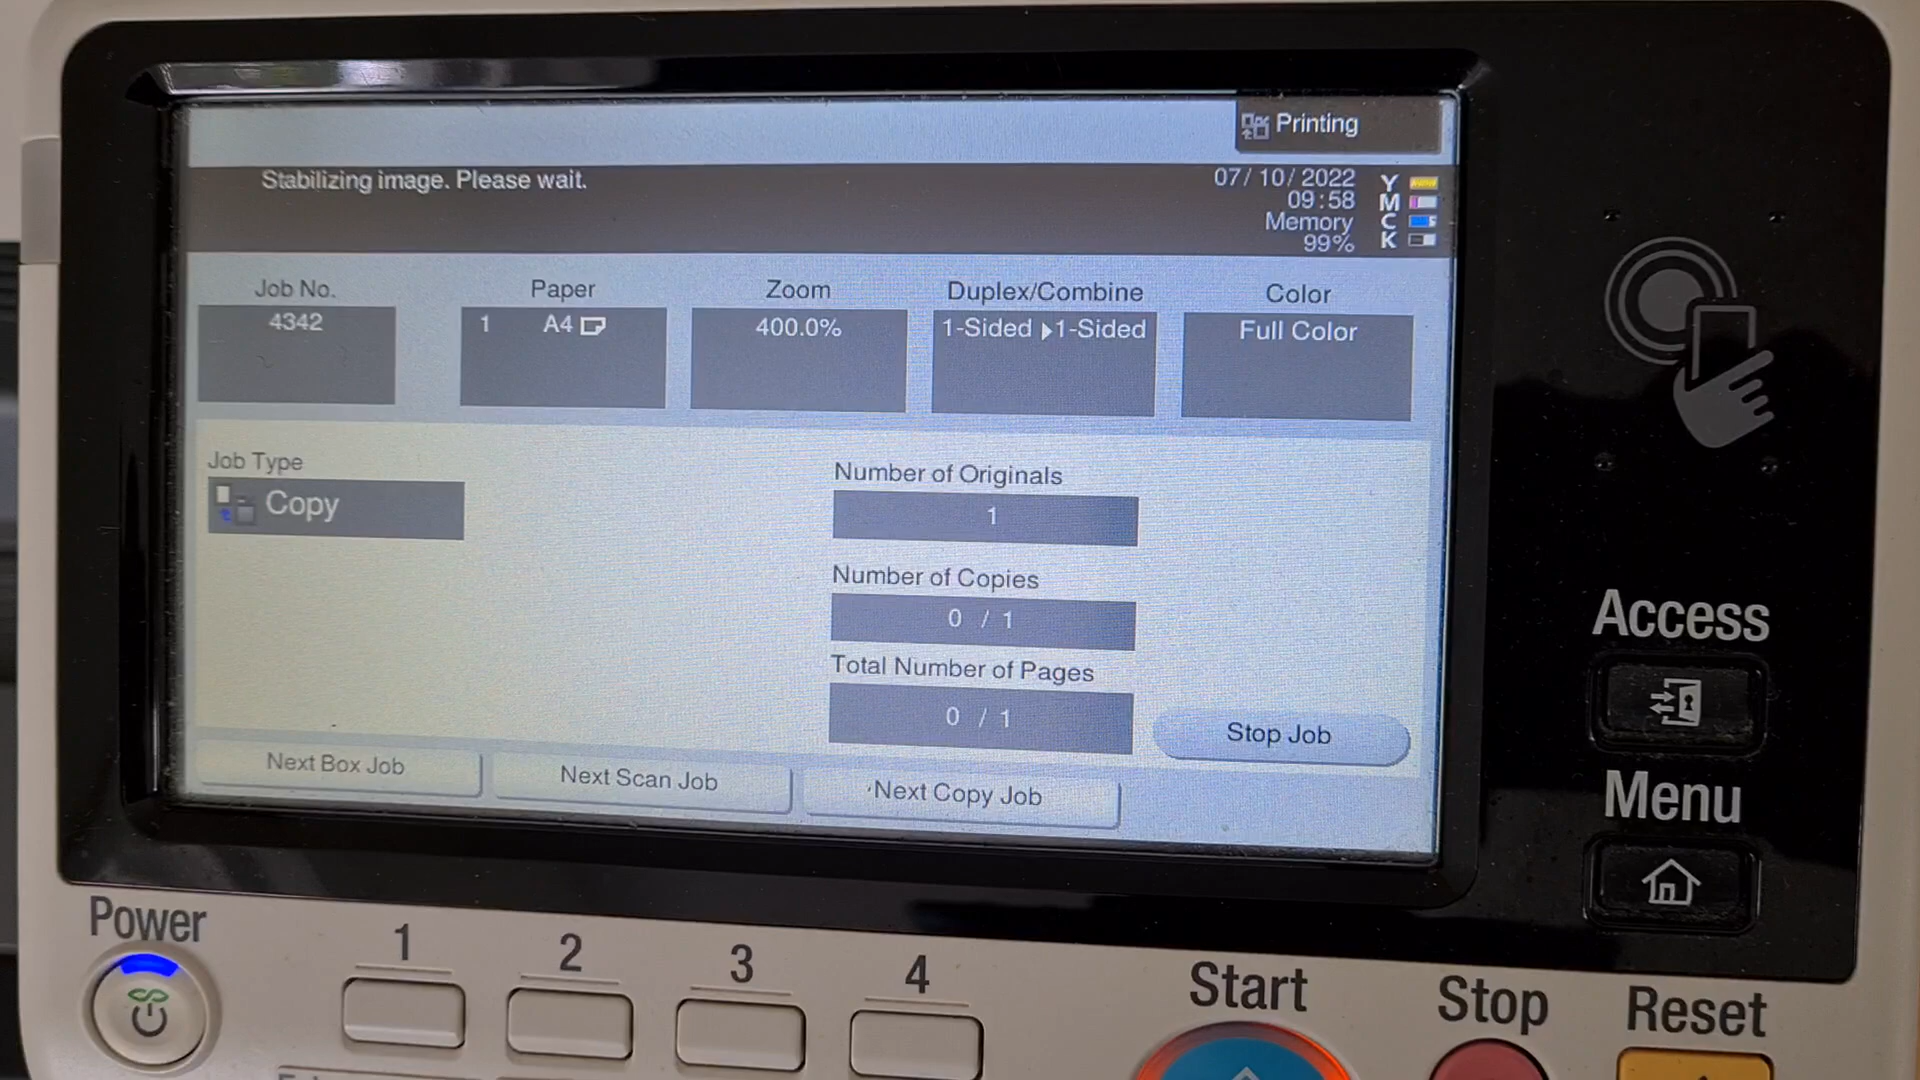 Printing
Stabilizing image. Please wait.
07/10/2022
09:58
Memory
99%
Y
M
C
K
Job No.
4342
Paper
1 A4
Zoom
400.0%
Duplex/Combine
1-Sided ▶1-Sided
Color
Full Color
Job Type
Copy
Number of Originals
1
Number of Copies
0 / 1
Total Number of Pages
0 / 1
Stop Job
Next Box Job
Next Scan Job
Next Copy Job
Access
Menu
Power
1
2
3
4
Start
Stop
Reset